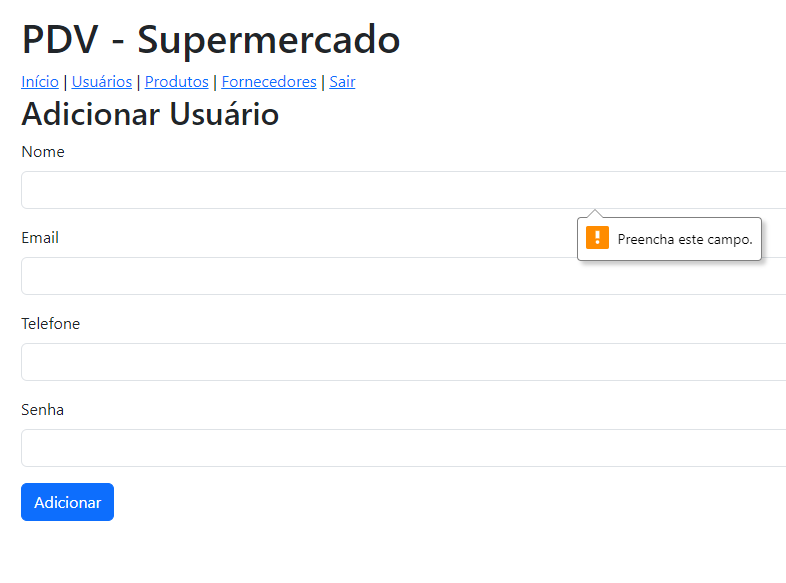 PDV - Supermercado
Início | Usuários | Produtos | Fornecedores | Sair
Adicionar Usuário
Nome
Preencha este campo.
Email
Telefone
Senha
Adicionar